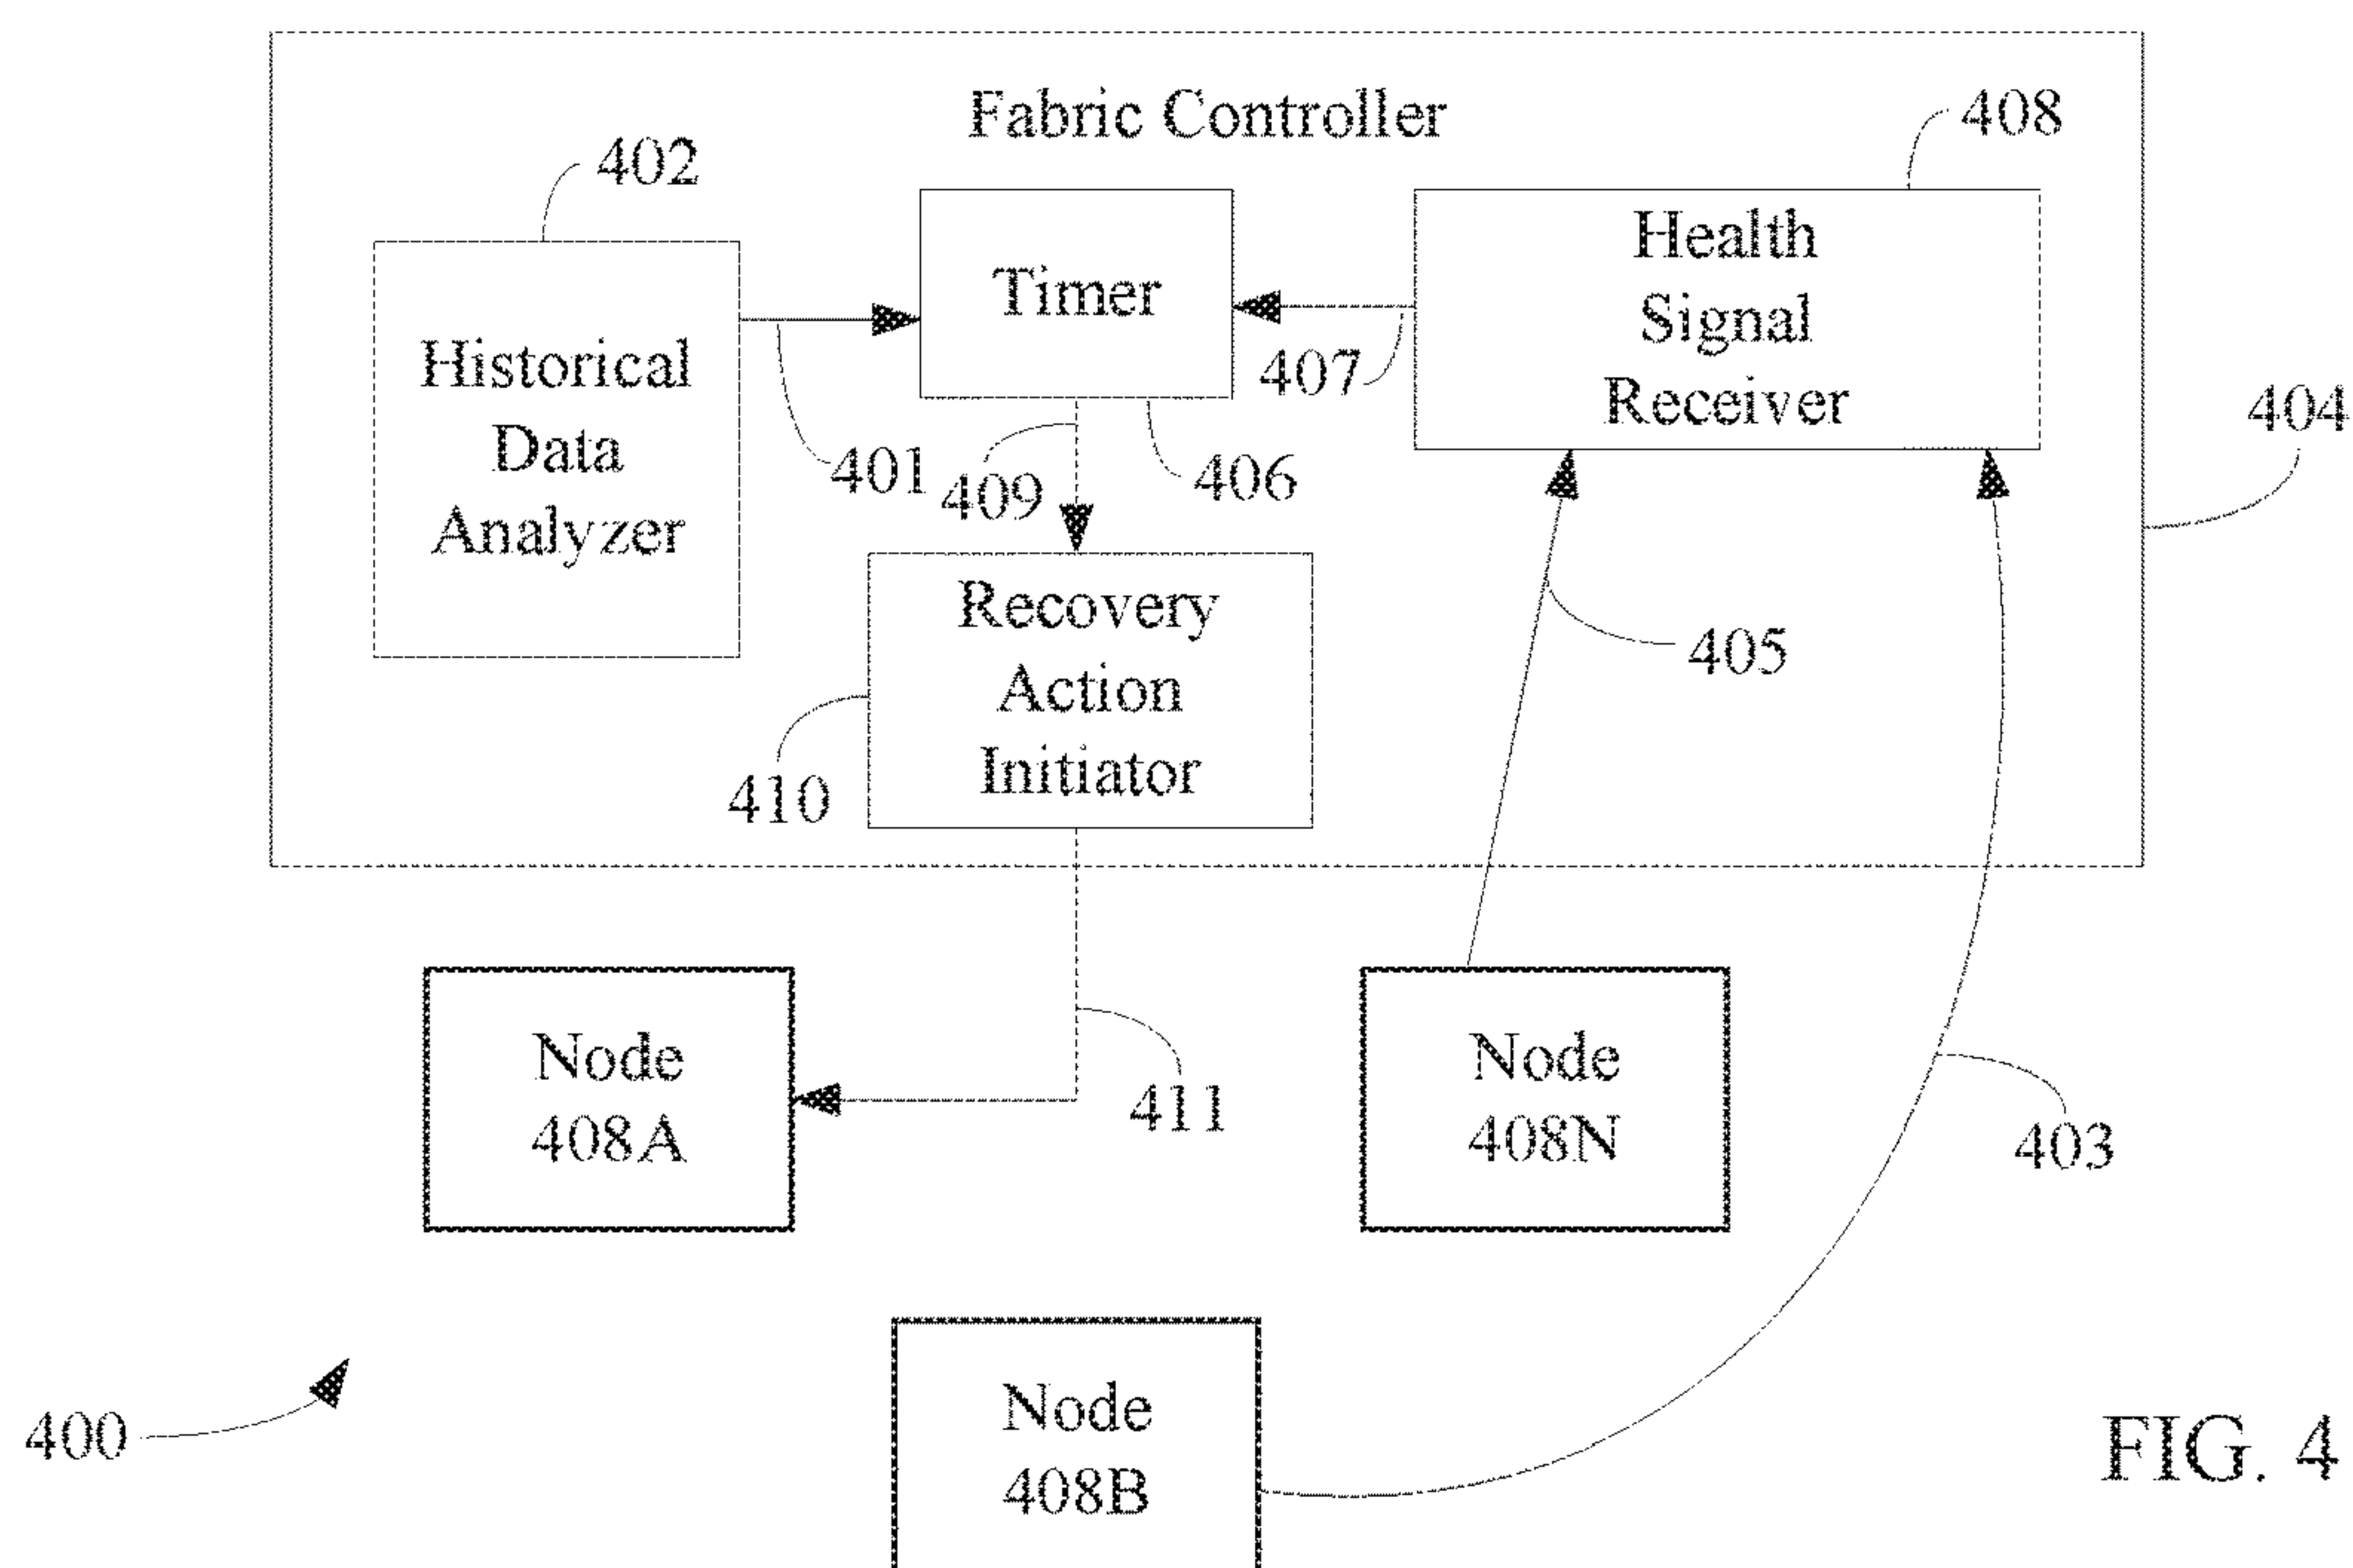 Fabric Controller
408
402
Health
Signal
Receiver
Timer
Historical
Data
Analyzer
407
404
401
409
406
Recovery
Action
Initiator
405
410
Node
408A
411
Node
408N
403
Node
408B
400
FIG. 4